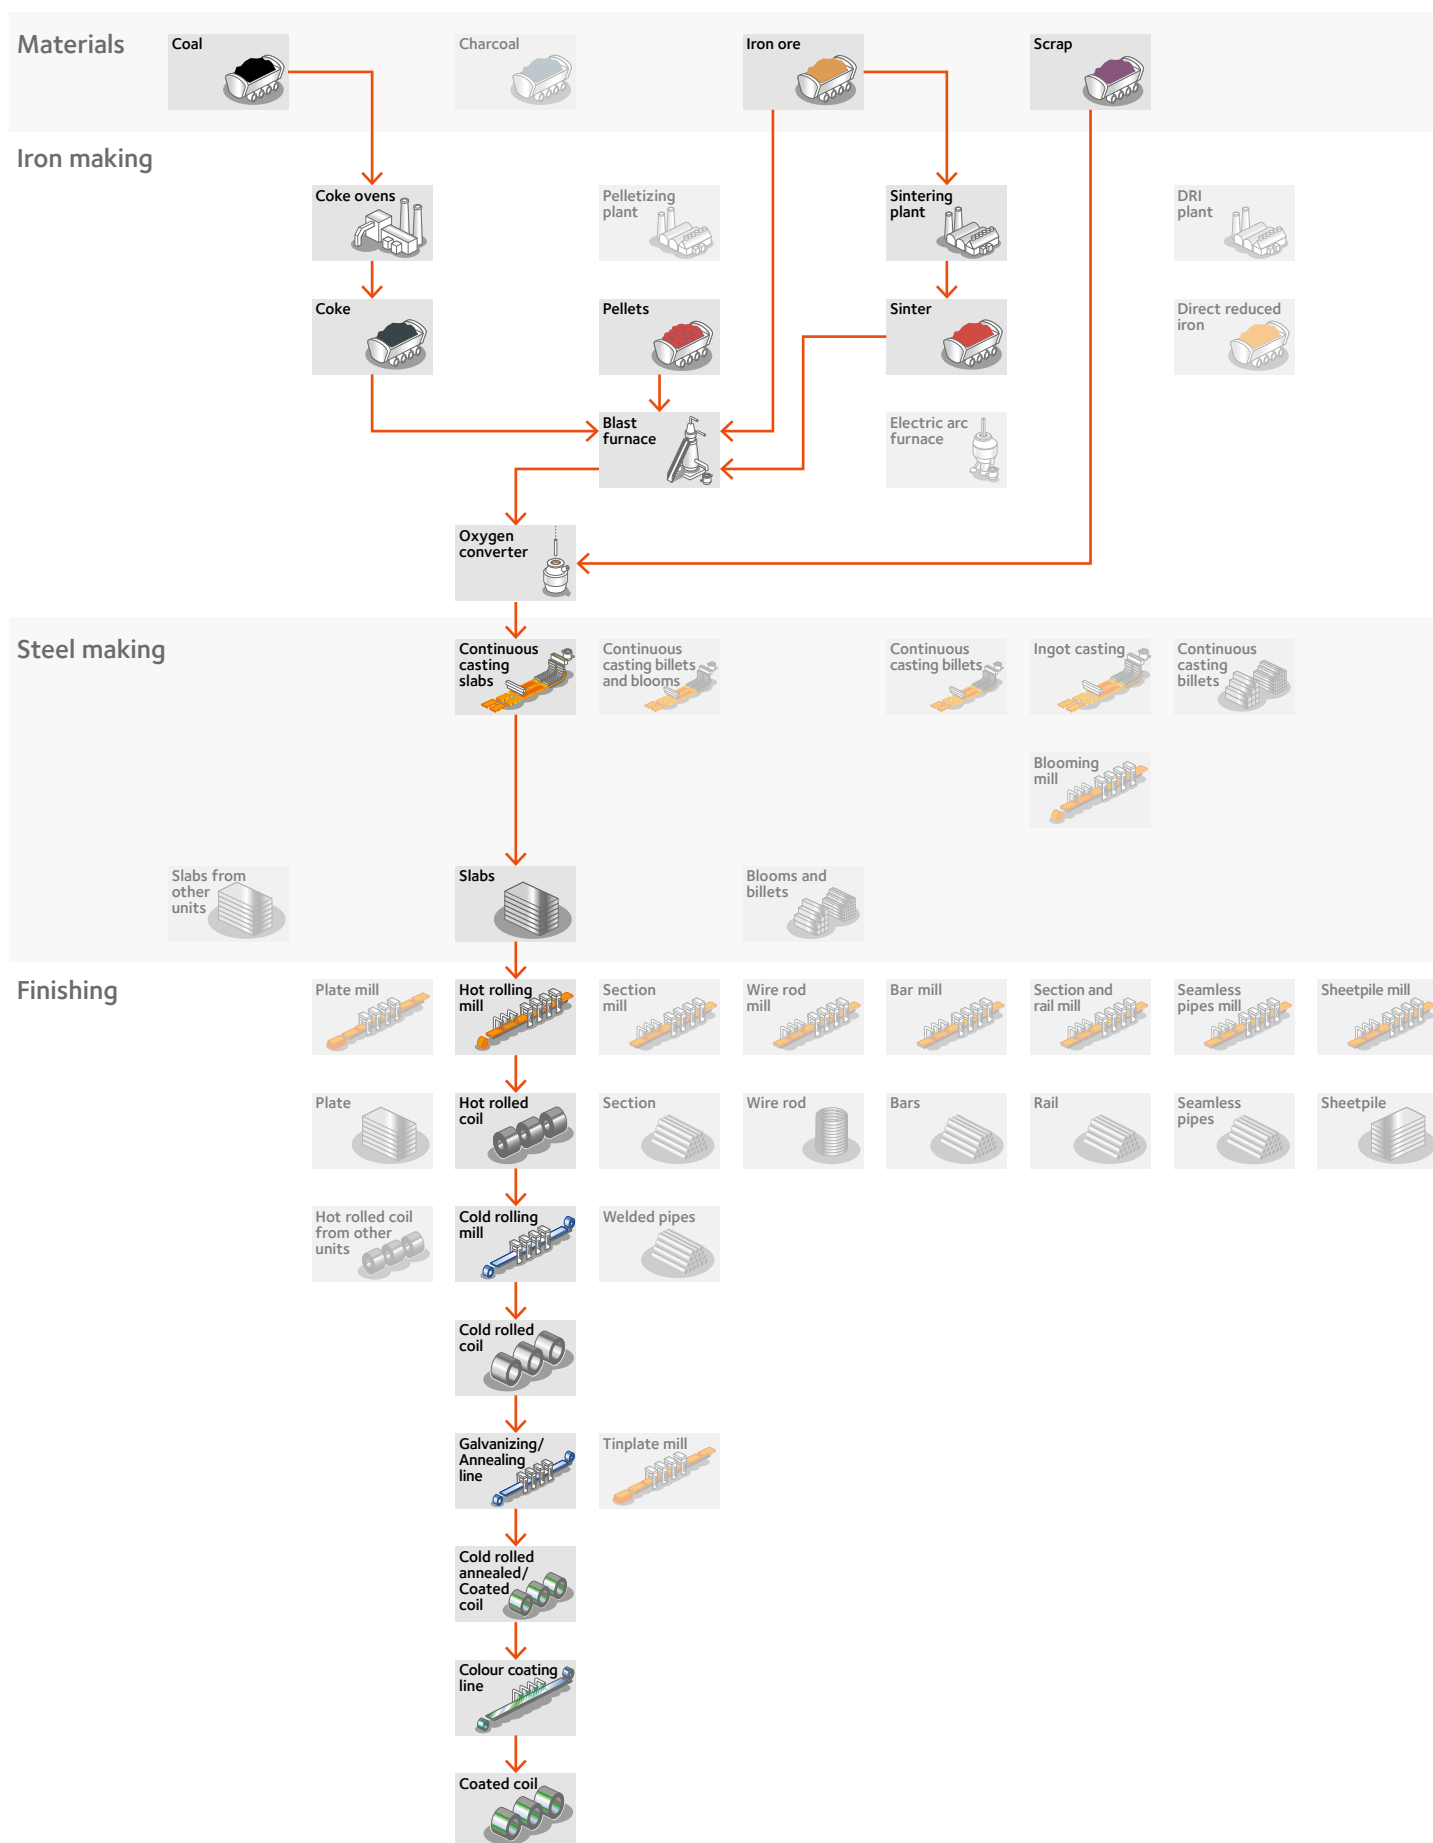 Materials
Coal
Charcoal
Iron ore
Scrap
Iron making
Coke ovens
Pelletizing
plant
Sintering
plant
DRI
plant
Coke
Pellets
Sinter
Direct reduced
iron
Blast
furnace
Electric arc
furnace
Oxygen
converter
Steel making
Continuous
casting
slabs
Continuous
casting billets
and blooms
Continuous
casting billets
Ingot casting
Continuous
casting
billets
Blooming
mill
Slabs from
other
units
Slabs
Blooms and
billets
Finishing
Plate mill
Hot rolling
mill
Section
mill
Wire rod
mill
Bar mill
Section and
rail mill
Seamless
pipes mill
Sheetpile mill
Plate
Hot rolled
coil
Section
Wire rod
Bars
Rail
Seamless
pipes
Sheetpile
Hot rolled coil
from other
units
Cold rolling
mill
Welded pipes
Cold rolled
coil
Galvanizing/
Annealing
line
Tinplate mill
Cold rolled
annealed/
Coated
coil
Colour coating
line
Coated coil